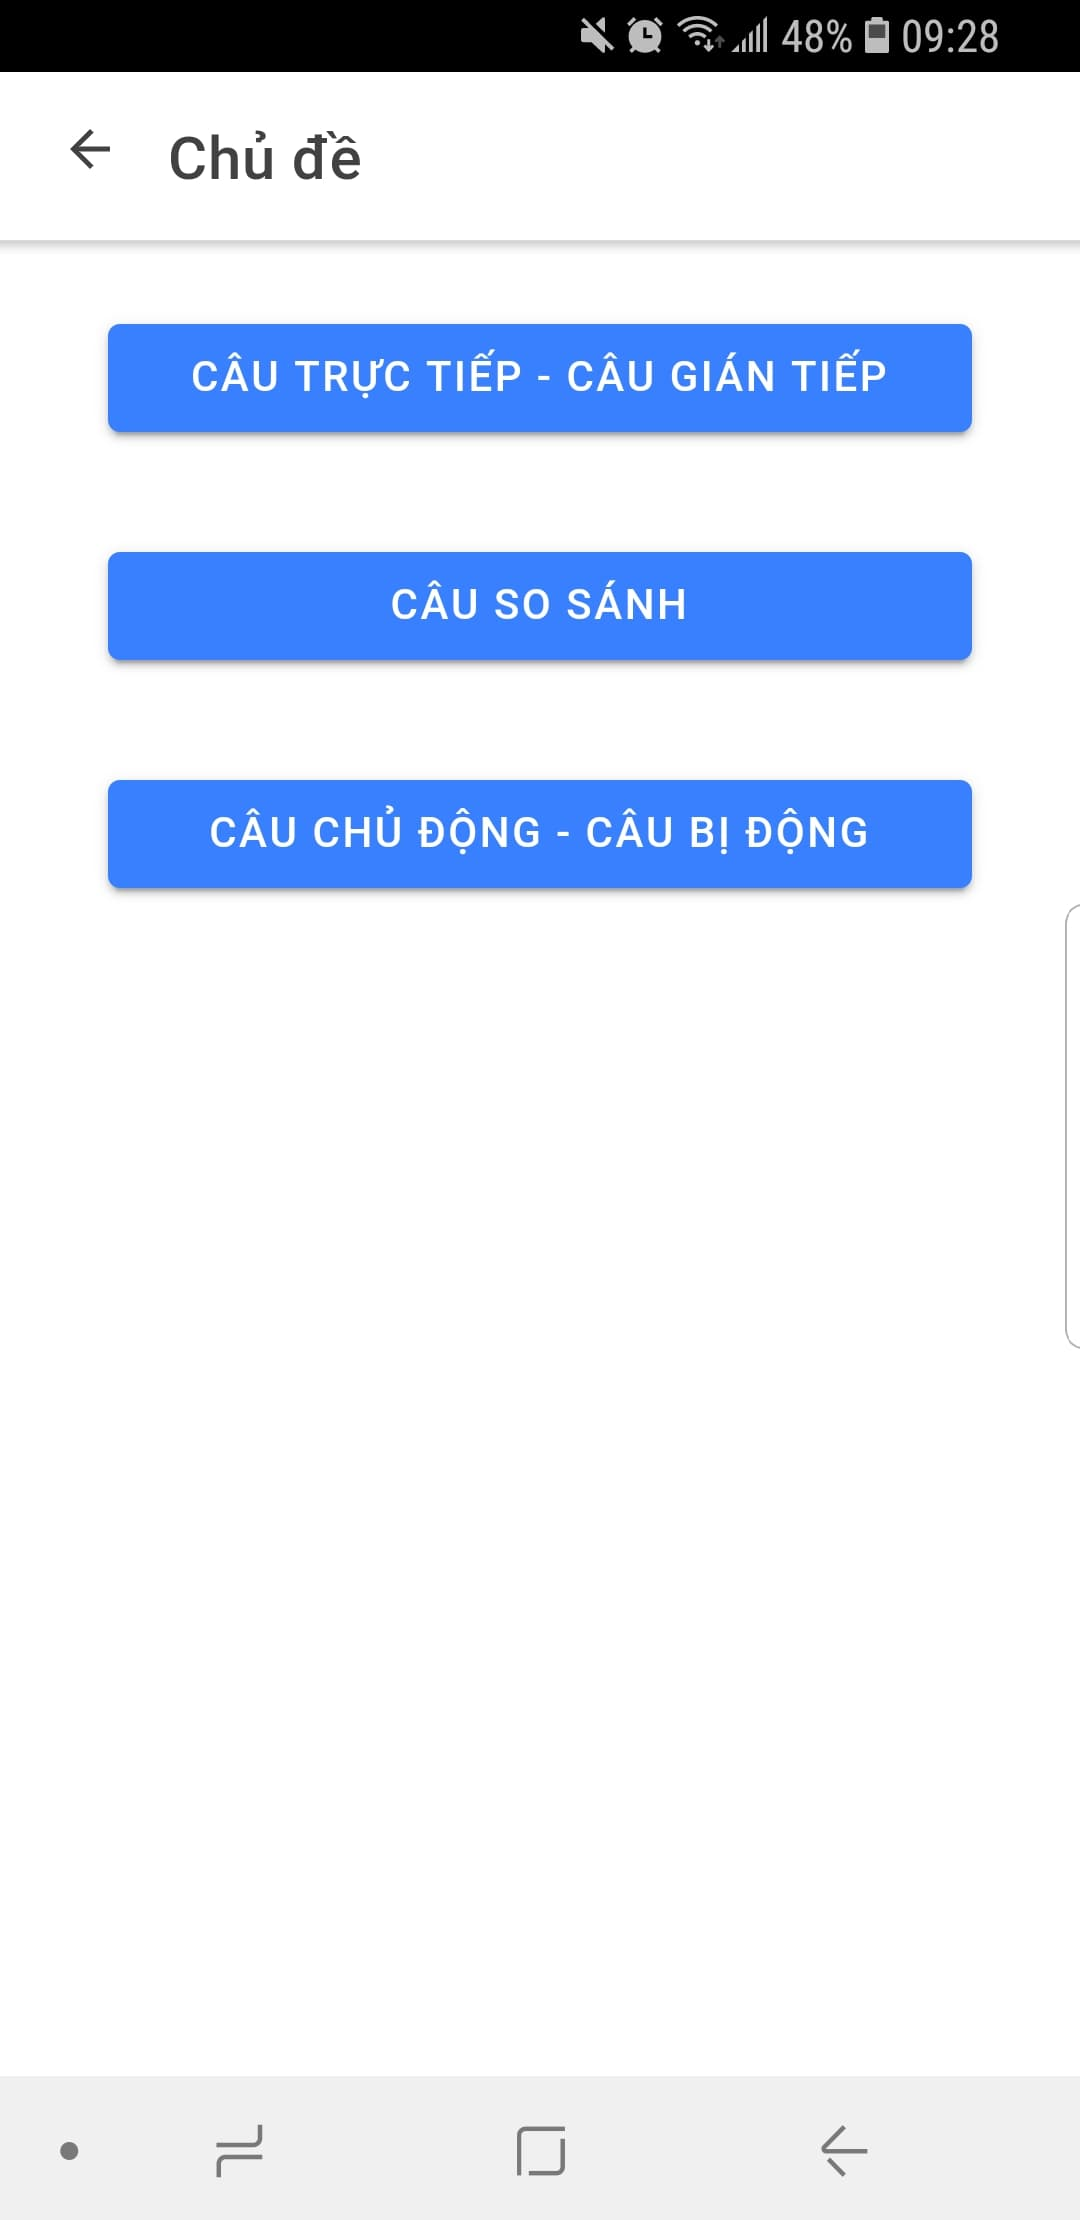 48% 09:28
Chủ đề
CÂU TRỰC TIẾP - CÂU GIÁN TIẾP
CÂU SO SÁNH
CÂU CHỦ ĐỘNG - CÂU BỊ ĐỘNG